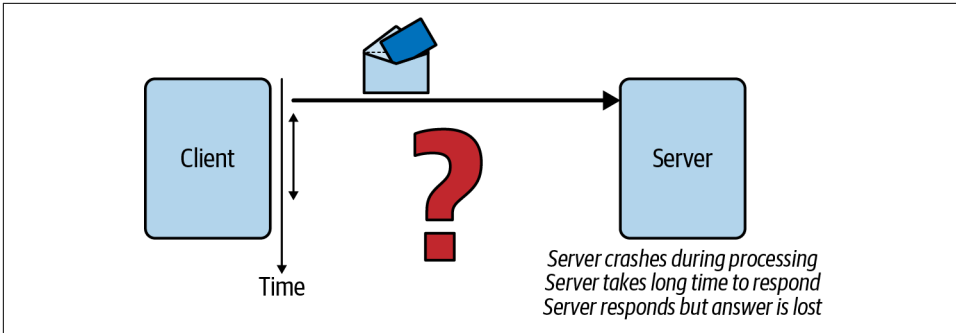 Client
?
Server
Time
Server crashes during processing
Server takes long time to respond
Server responds but answer is lost